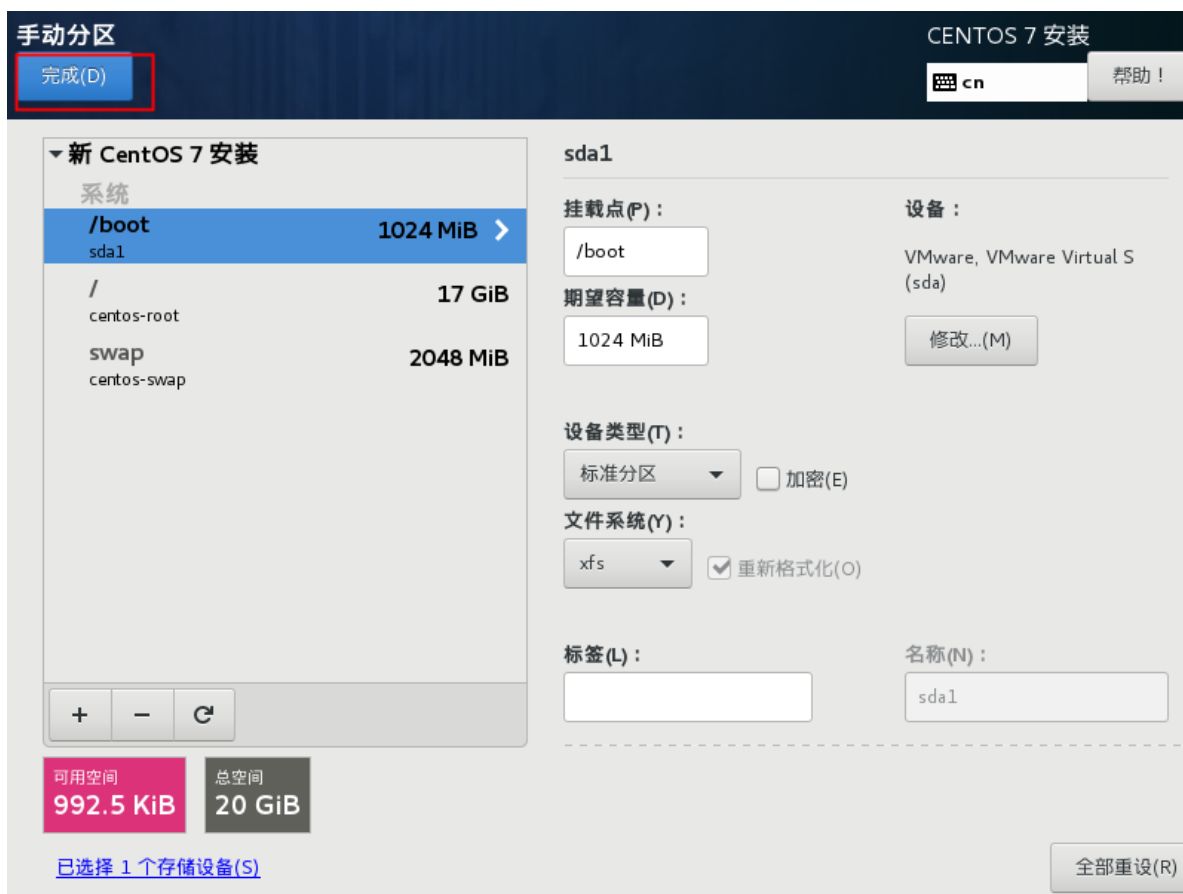 手动分区
CENTOS 7 安装
完成(D)
cn
帮助！
新 CentOS 7 安装
系统
/boot
1024 MiB
sda1
/
17 GiB
centos-root
swap
2048 MiB
centos-swap
+
−
可用空间
992.5 KiB
总空间
20 GiB
已选择 1 个存储设备(S)
sda1
挂载点(P)：
/boot
期望容量(D)：
1024 MiB
设备：
VMware, VMware Virtual S
(sda)
修改...(M)
设备类型(T)：
标准分区
加密(E)
文件系统(Y)：
xfs
重新格式化(O)
标签(L)：
名称(N)：
sda1
全部重设(R)